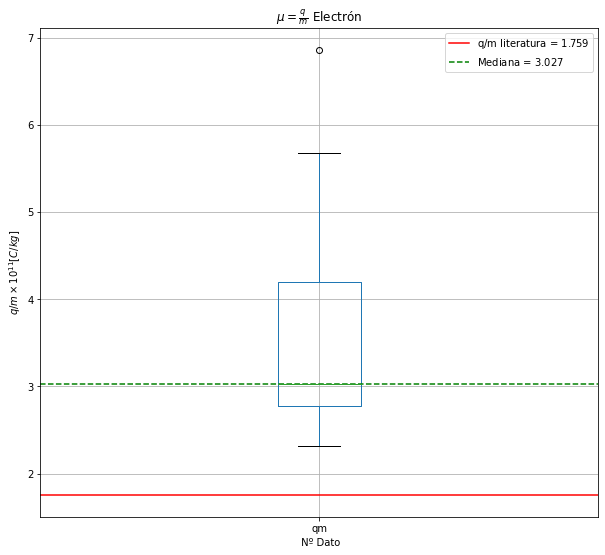 μ = q/m Electrón
q/m literatura = 1.759
Mediana = 3.027
7
6
5
4
3
2
q/m × 10¹¹[C/kg]
qm
Nº Dato